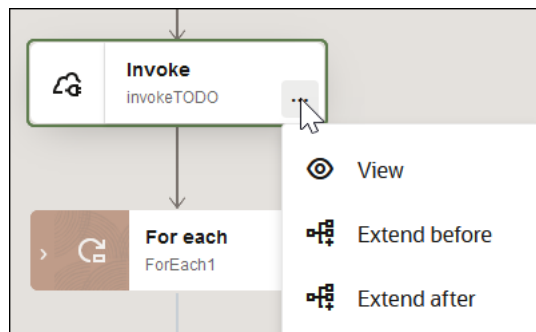 Invoke
invokeTODO
...
View
Extend before
For each
ForEach1
Extend after